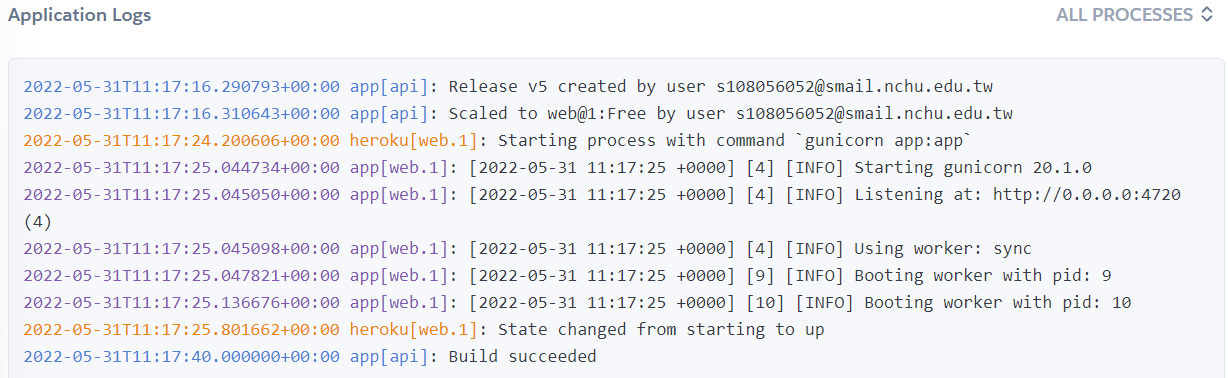 Application Logs
ALL PROCESSES
2022-05-31T11:17:16.290793+00:00 app[api]: Release v5 created by user s108056052@smail.nchu.edu.tw
2022-05-31T11:17:16.310643+00:00 app[api]: Scaled to web@1:Free by user s108056052@smail.nchu.edu.tw
2022-05-31T11:17:24.200606+00:00 heroku[web.1]: Starting process with command `gunicorn app:app`
2022-05-31T11:17:25.044734+00:00 app[web.1]: [2022-05-31 11:17:25 +0000] [4] [INFO] Starting gunicorn 20.1.0
2022-05-31T11:17:25.045050+00:00 app[web.1]: [2022-05-31 11:17:25 +0000] [4] [INFO] Listening at: http://0.0.0.0:4720
(4)
2022-05-31T11:17:25.045098+00:00 app[web.1]: [2022-05-31 11:17:25 +0000] [4] [INFO] Using worker: sync
2022-05-31T11:17:25.047821+00:00 app[web.1]: [2022-05-31 11:17:25 +0000] [9] [INFO] Booting worker with pid: 9
2022-05-31T11:17:25.136676+00:00 app[web.1]: [2022-05-31 11:17:25 +0000] [10] [INFO] Booting worker with pid: 10
2022-05-31T11:17:25.801662+00:00 heroku[web.1]: State changed from starting to up
2022-05-31T11:17:40.000000+00:00 app[api]: Build succeeded